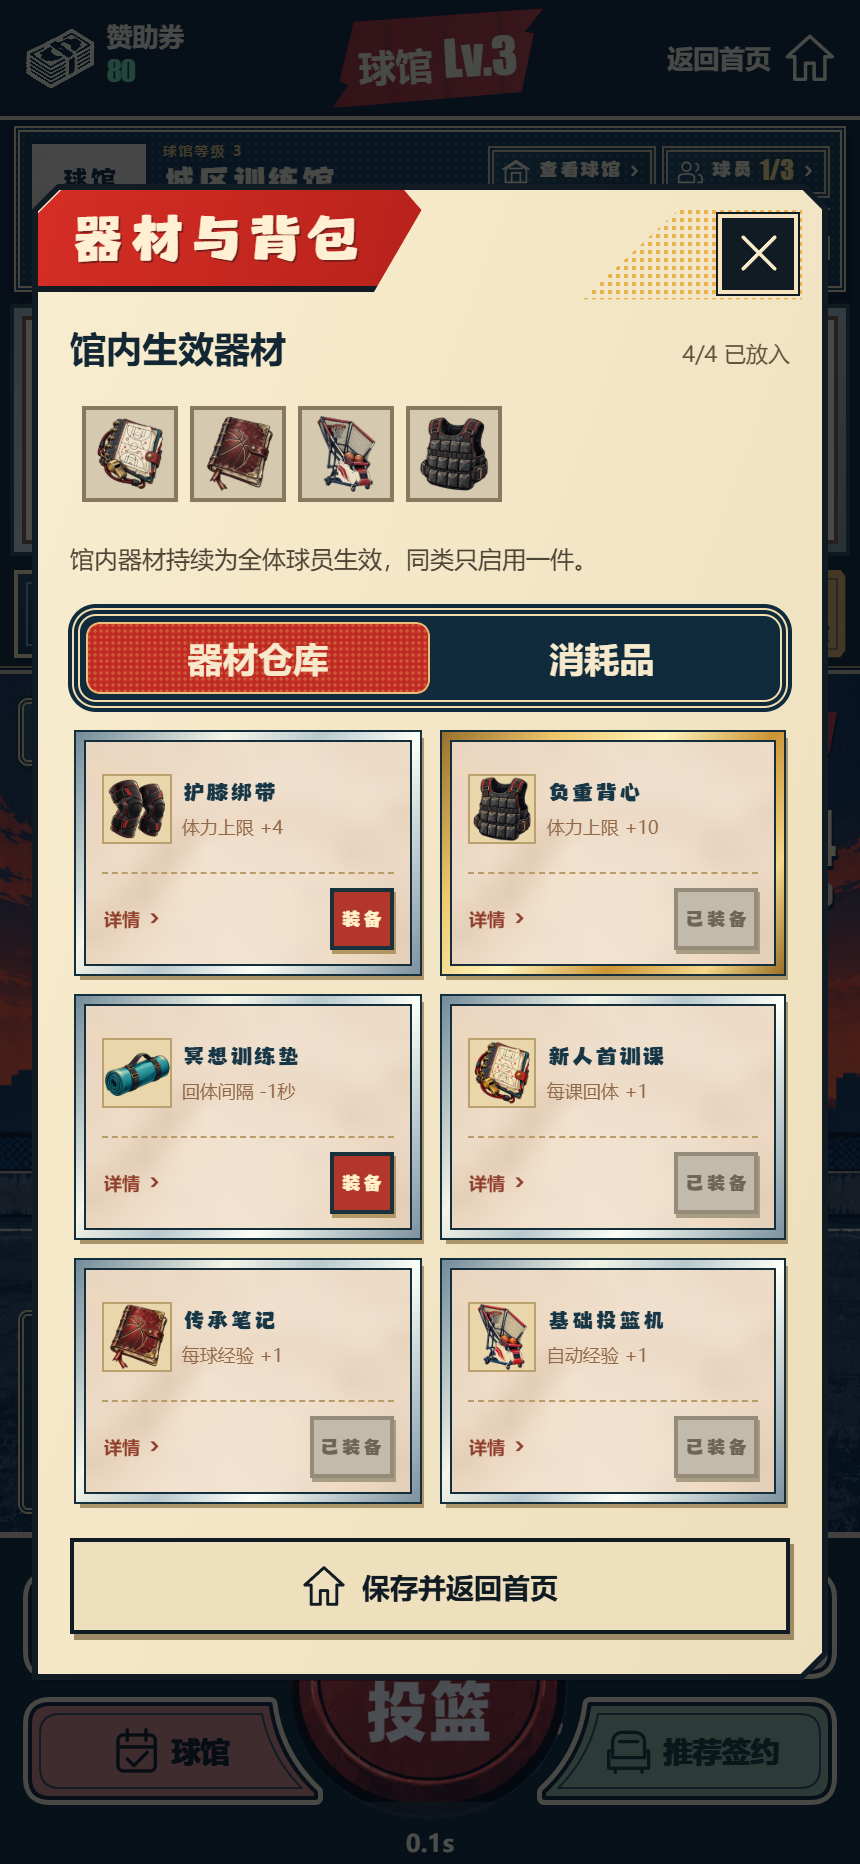 赞助券
80
球馆 Lv.3
返回首页
球馆等级 3
球馆
城区训练馆
查看球馆 >
球员 1/3 >
器材与背包
馆内生效器材
4/4 已放入
馆内器材持续为全体球员生效，同类只启用一件。
器材仓库
消耗品
护膝绑带
体力上限 +4
详情 >
装备
负重背心
体力上限 +10
详情 >
已装备
冥想训练垫
回体间隔 -1秒
详情 >
装备
新人首训课
每课回体 +1
详情 >
已装备
传承笔记
每球经验 +1
详情 >
已装备
基础投篮机
自动经验 +1
详情 >
已装备
保存并返回首页
投篮
球馆
推荐签约
0.1s